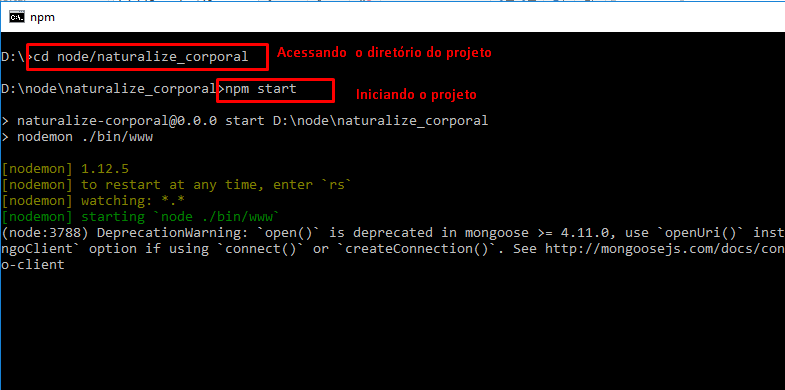 npm
D:\>cd node/naturalize_corporal
Acessando o diretório do projeto
D:\node\naturalize_corporal>npm start
Iniciando o projeto
> naturalize-corporal@0.0.0 start D:\node\naturalize_corporal
> nodemon ./bin/www
[nodemon] 1.12.5
[nodemon] to restart at any time, enter `rs`
[nodemon] watching: *.*
[nodemon] starting `node ./bin/www`
(node:3788) DeprecationWarning: `open()` is deprecated in mongoose >= 4.11.0, use `openUri()` inst
ngoClient` option if using `connect()` or `createConnection()`. See http://mongoosejs.com/docs/con
o-client